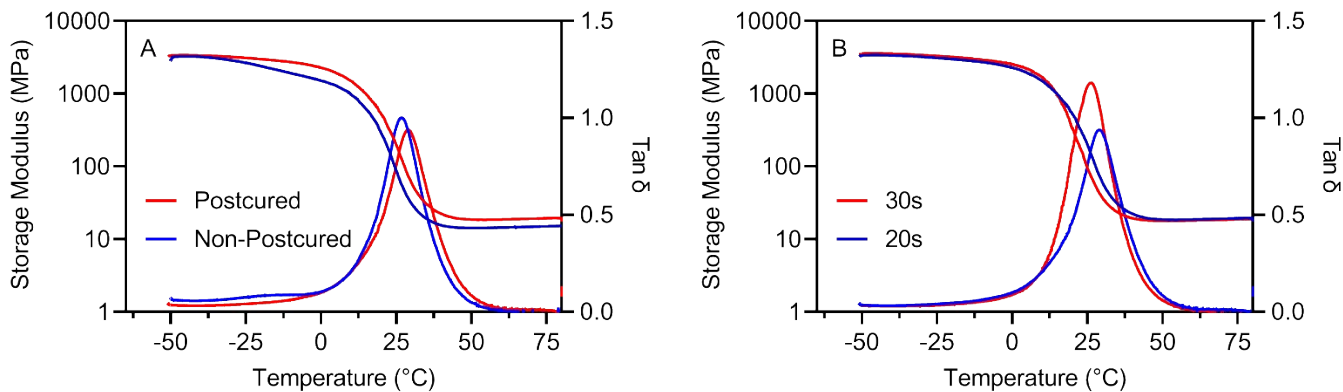 A
Storage Modulus (MPa)
10000
1000
100
10
1
1.5
1.0
0.5
0.0
Tan δ
Postcured
Non-Postcured
-50
-25
0
25
50
75
Temperature (°C)
B
Storage Modulus (MPa)
10000
1000
100
10
1
1.5
1.0
0.5
0.0
Tan δ
30s
20s
-50
-25
0
25
50
75
Temperature (°C)